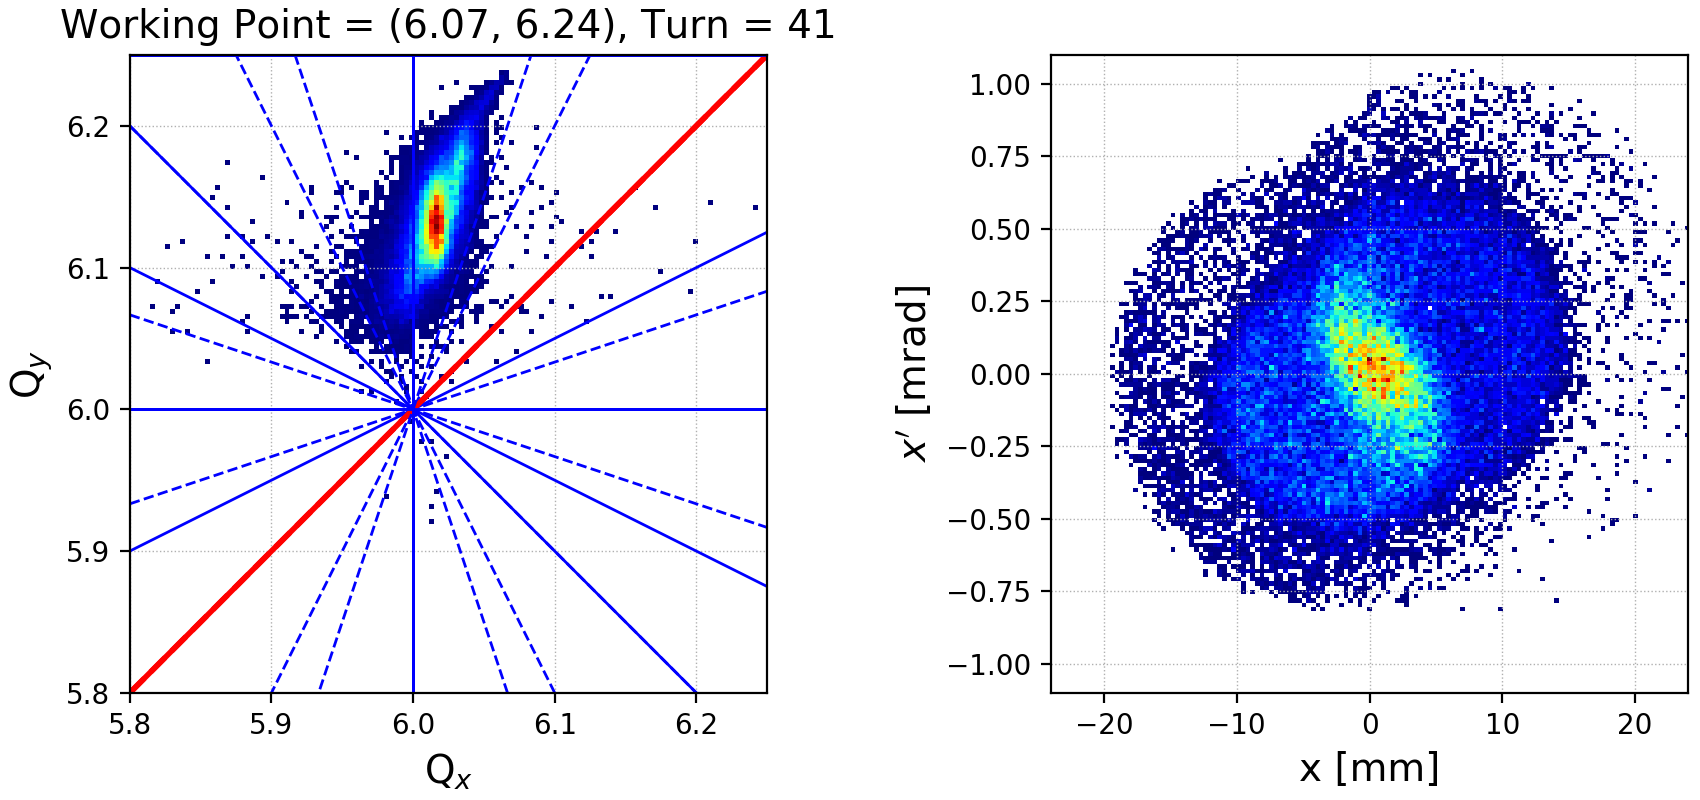 Working Point = (6.07, 6.24), Turn = 41
6.2
6.1
6.0
5.9
5.8
5.8 5.9 6.0 6.1 6.2
Qy
Qx
1.00
0.75
0.50
0.25
0.00
−0.25
−0.50
−0.75
−1.00
−20 −10 0 10 20
x′ [mrad]
x [mm]